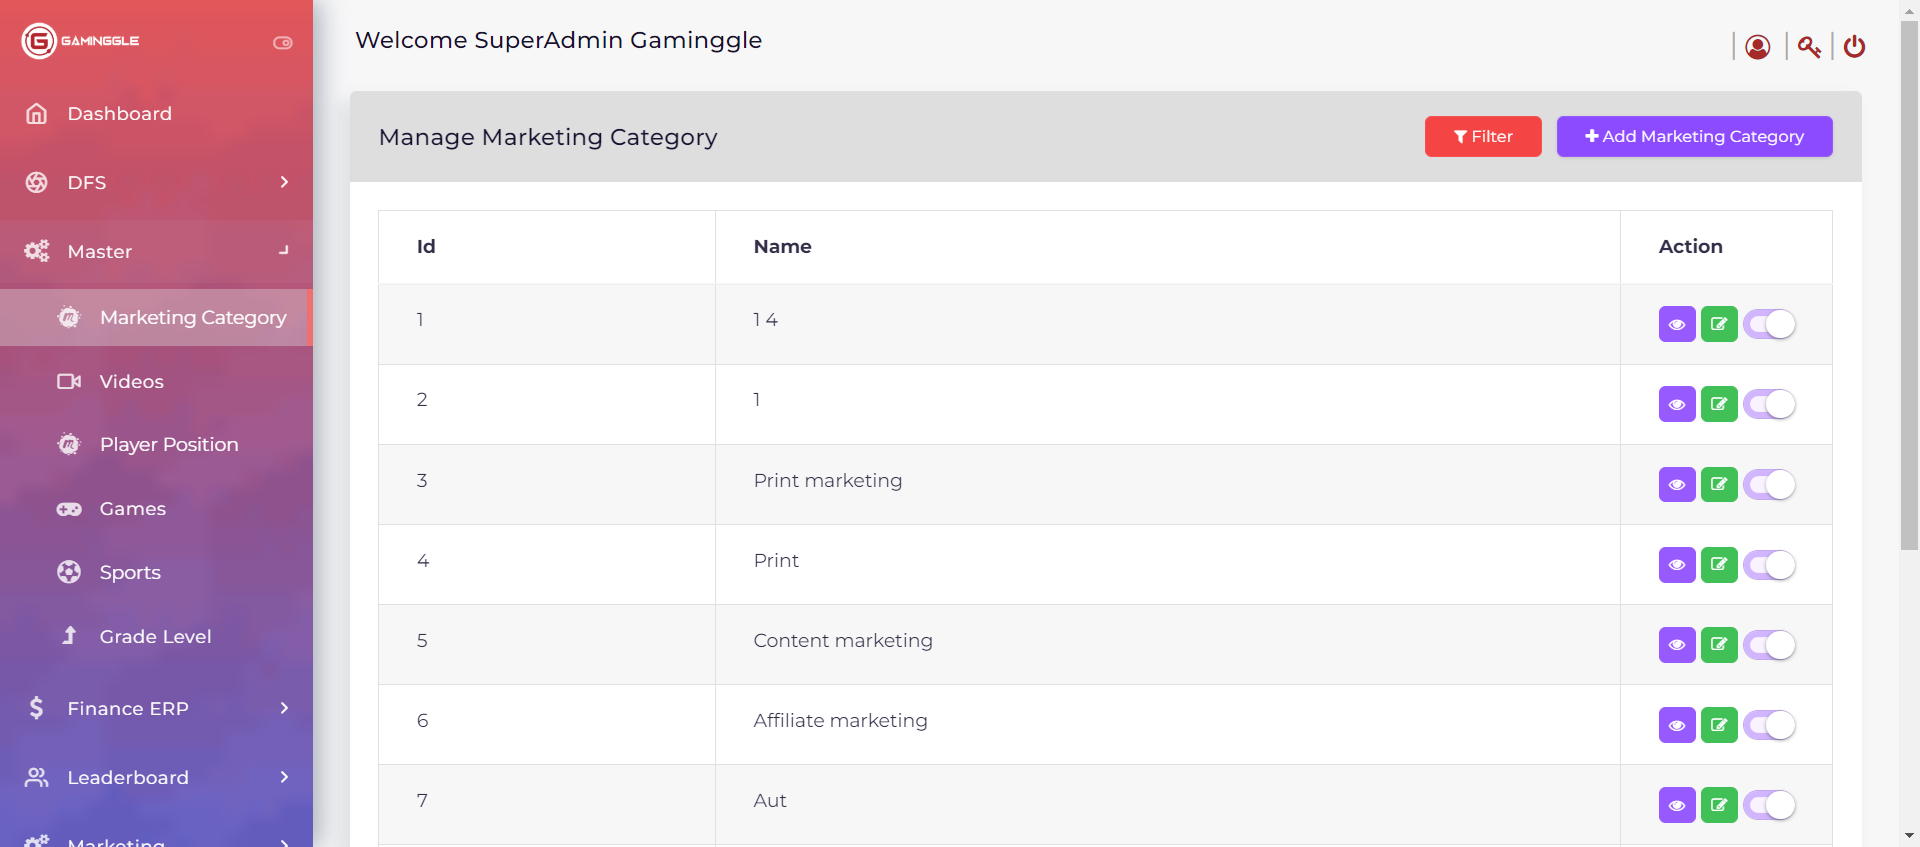 GAMINGGLE
Welcome SuperAdmin Gaminggle
Dashboard
DFS
Master
Marketing Category
Videos
Player Position
Games
Sports
Grade Level
Finance ERP
Leaderboard
Marketing
Manage Marketing Category
Filter
Add Marketing Category
Id Name Action
1 1 4
2 1
3 Print marketing
4 Print
5 Content marketing
6 Affiliate marketing
7 Aut